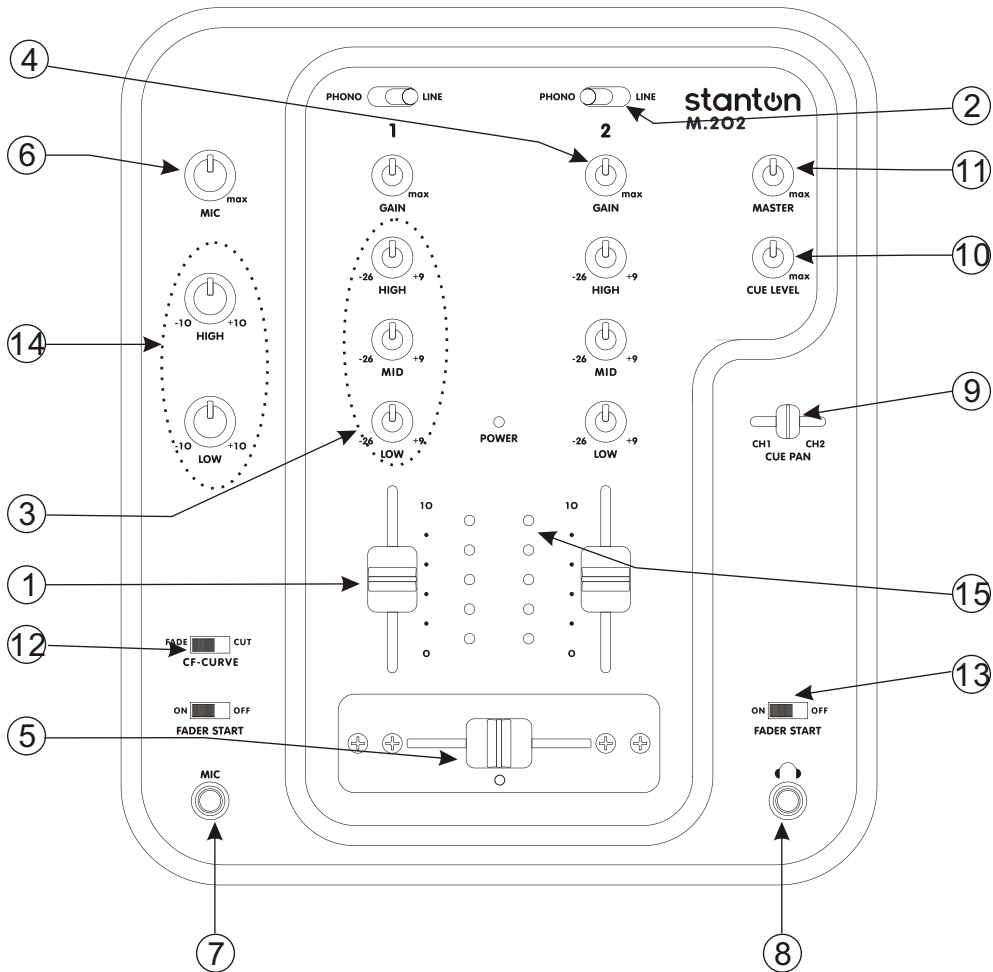 4
PHONO LINE
PHONO LINE
stanton
M.202
2
1
2
6
11
max
MIC
max
GAIN
max
GAIN
max
MASTER
-26 +9
HIGH
-26 +9
HIGH
max
CUE LEVEL
10
14
-10 +10
HIGH
-26 +9
MID
-26 +9
MID
9
-10 +10
LOW
-26 +9
LOW
POWER
-26 +9
LOW
CH1 CH2
CUE PAN
3
10
10
1
15
12
FADE CUT
CF-CURVE
0
0
13
ON OFF
FADER START
ON OFF
FADER START
5
MIC
7
8